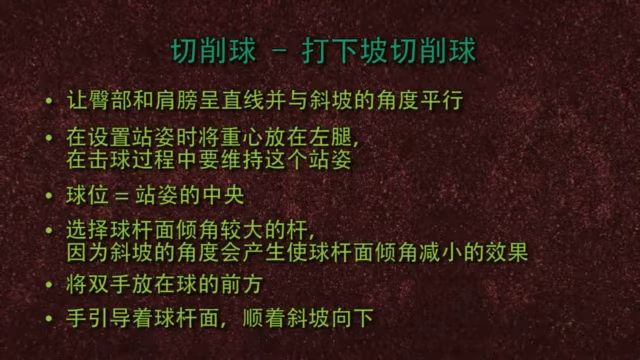 切削球 - 打下坡切削球
• 让臀部和肩膀呈直线并与斜坡的角度平行
• 在设置站姿时将重心放在左腿,
在击球过程中要维持这个站姿
• 球位 = 站姿的中央
• 选择球杆面倾角较大的杆,
因为斜坡的角度会产生使球杆面倾角减小的效果
• 将双手放在球的前方
• 手引导着球杆面，顺着斜坡向下